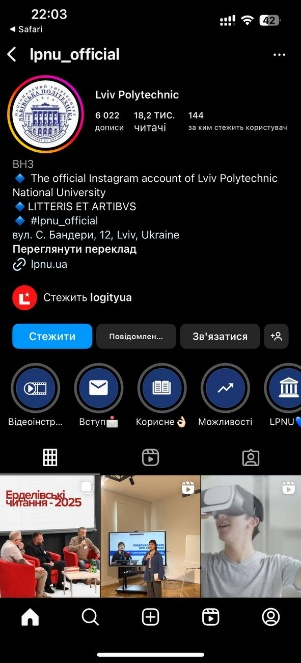 22:03
42
Safari
lpnu_official
Lviv Polytechnic
6 022
дописи
18,2 ТИС.
читачі
144
за ким стежить користувач
ВНЗ
🔹 The official Instagram account of Lviv Polytechnic
National University
🔹LITTERIS ET ARTIBVS
🔹 #lpnu_official
вул. С. Бандери, 12, Lviv, Ukraine
Переглянути переклад
lpnu.ua
Стежить logityua
Стежити
Повідомлен...
Зв'язатися
Відеоінстр...
Вступ📩
Корисне👌🏻
Можливості
LPNU💙
Ерделівські
читання - 2025